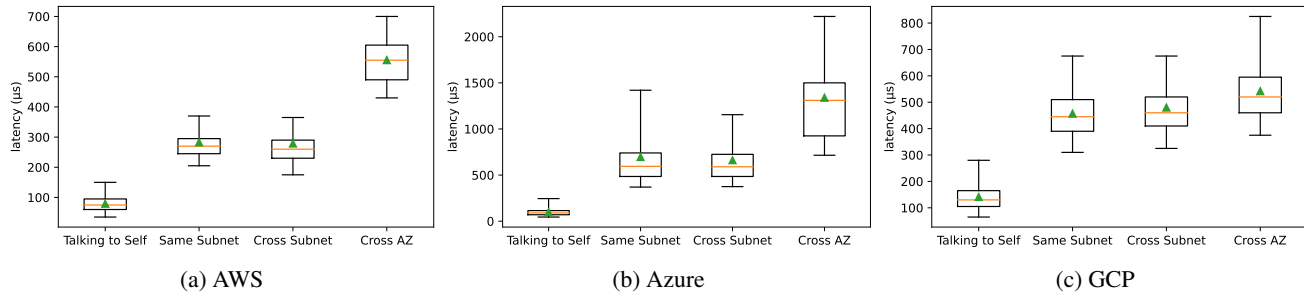 700
600
500
400
300
200
100
latency (μs)
Talking to Self Same Subnet Cross Subnet Cross AZ
(a) AWS
2000
1500
1000
500
0
latency (μs)
Talking to Self Same Subnet Cross Subnet Cross AZ
(b) Azure
800
700
600
500
400
300
200
100
latency (μs)
Talking to Self Same Subnet Cross Subnet Cross AZ
(c) GCP